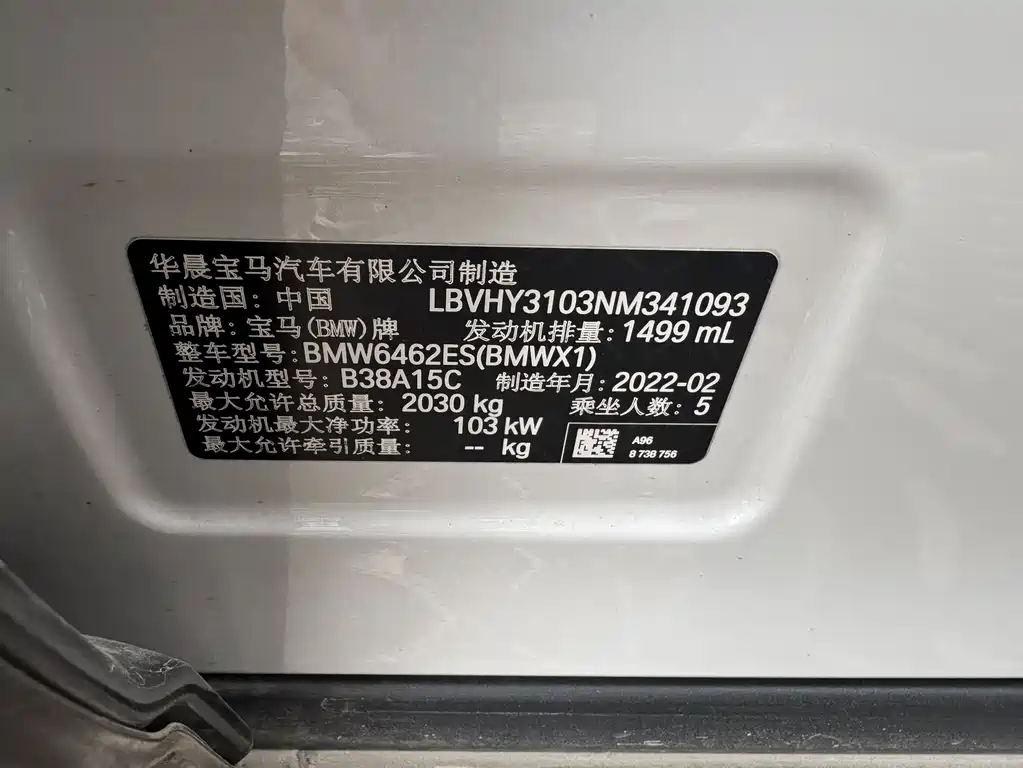 华晨宝马汽车有限公司制造
制造国: 中国 LBVHY3103NM341093
品牌: 宝马(BMW)牌 发动机排量: 1499 mL
整车型号: BMW6462ES(BMWX1)
发动机型号: B38A15C 制造年月: 2022-02
最大允许总质量: 2030 kg 乘坐人数: 5
发动机最大净功率: 103 kW
最大允许牵引质量: -- kg
A96
8 738 756